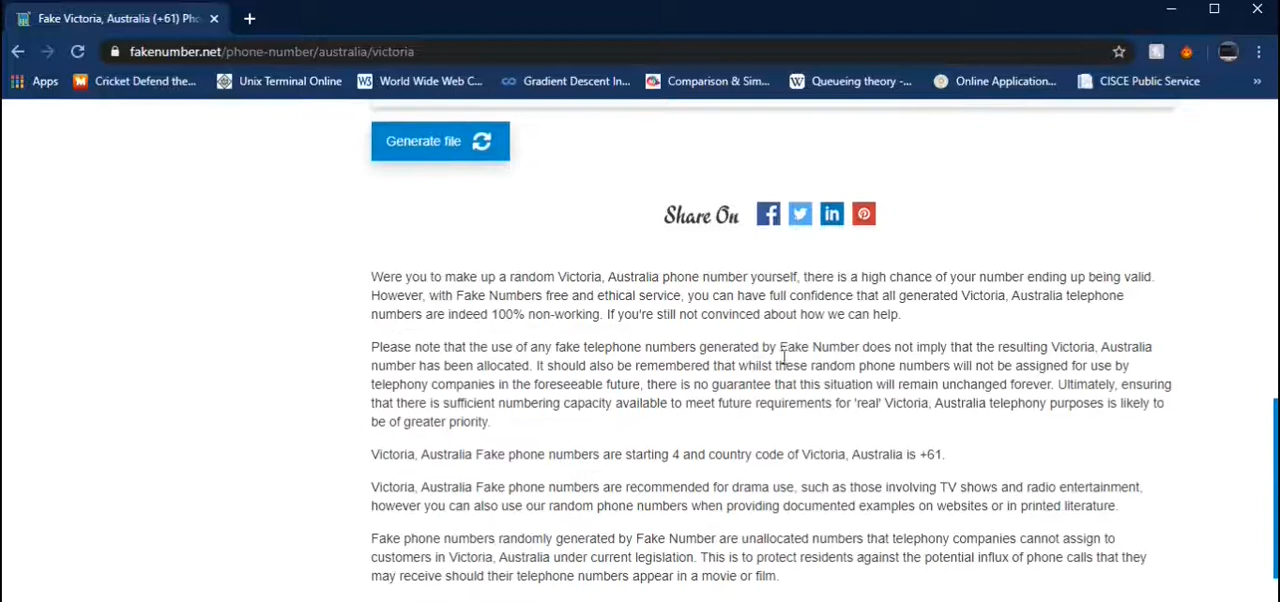 Fake Victoria, Australia (+61) Pho
fakenumber.net/phone-number/australia/victoria
Apps Cricket Defend the... Unix Terminal Online W3 World Wide Web C... Gradient Descent In... Comparison & Sim... W Queueing theory -... Online Application... CISCE Public Service »
Generate file
Share On
Were you to make up a random Victoria, Australia phone number yourself, there is a high chance of your number ending up being valid.
However, with Fake Numbers free and ethical service, you can have full confidence that all generated Victoria, Australia telephone
numbers are indeed 100% non-working. If you're still not convinced about how we can help.
Please note that the use of any fake telephone numbers generated by Fake Number does not imply that the resulting Victoria, Australia
number has been allocated. It should also be remembered that whilst these random phone numbers will not be assigned for use by
telephony companies in the foreseeable future, there is no guarantee that this situation will remain unchanged forever. Ultimately, ensuring
that there is sufficient numbering capacity available to meet future requirements for 'real' Victoria, Australia telephony purposes is likely to
be of greater priority.
Victoria, Australia Fake phone numbers are starting 4 and country code of Victoria, Australia is +61.
Victoria, Australia Fake phone numbers are recommended for drama use, such as those involving TV shows and radio entertainment,
however you can also use our random phone numbers when providing documented examples on websites or in printed literature.
Fake phone numbers randomly generated by Fake Number are unallocated numbers that telephony companies cannot assign to
customers in Victoria, Australia under current legislation. This is to protect residents against the potential influx of phone calls that they
may receive should their telephone numbers appear in a movie or film.